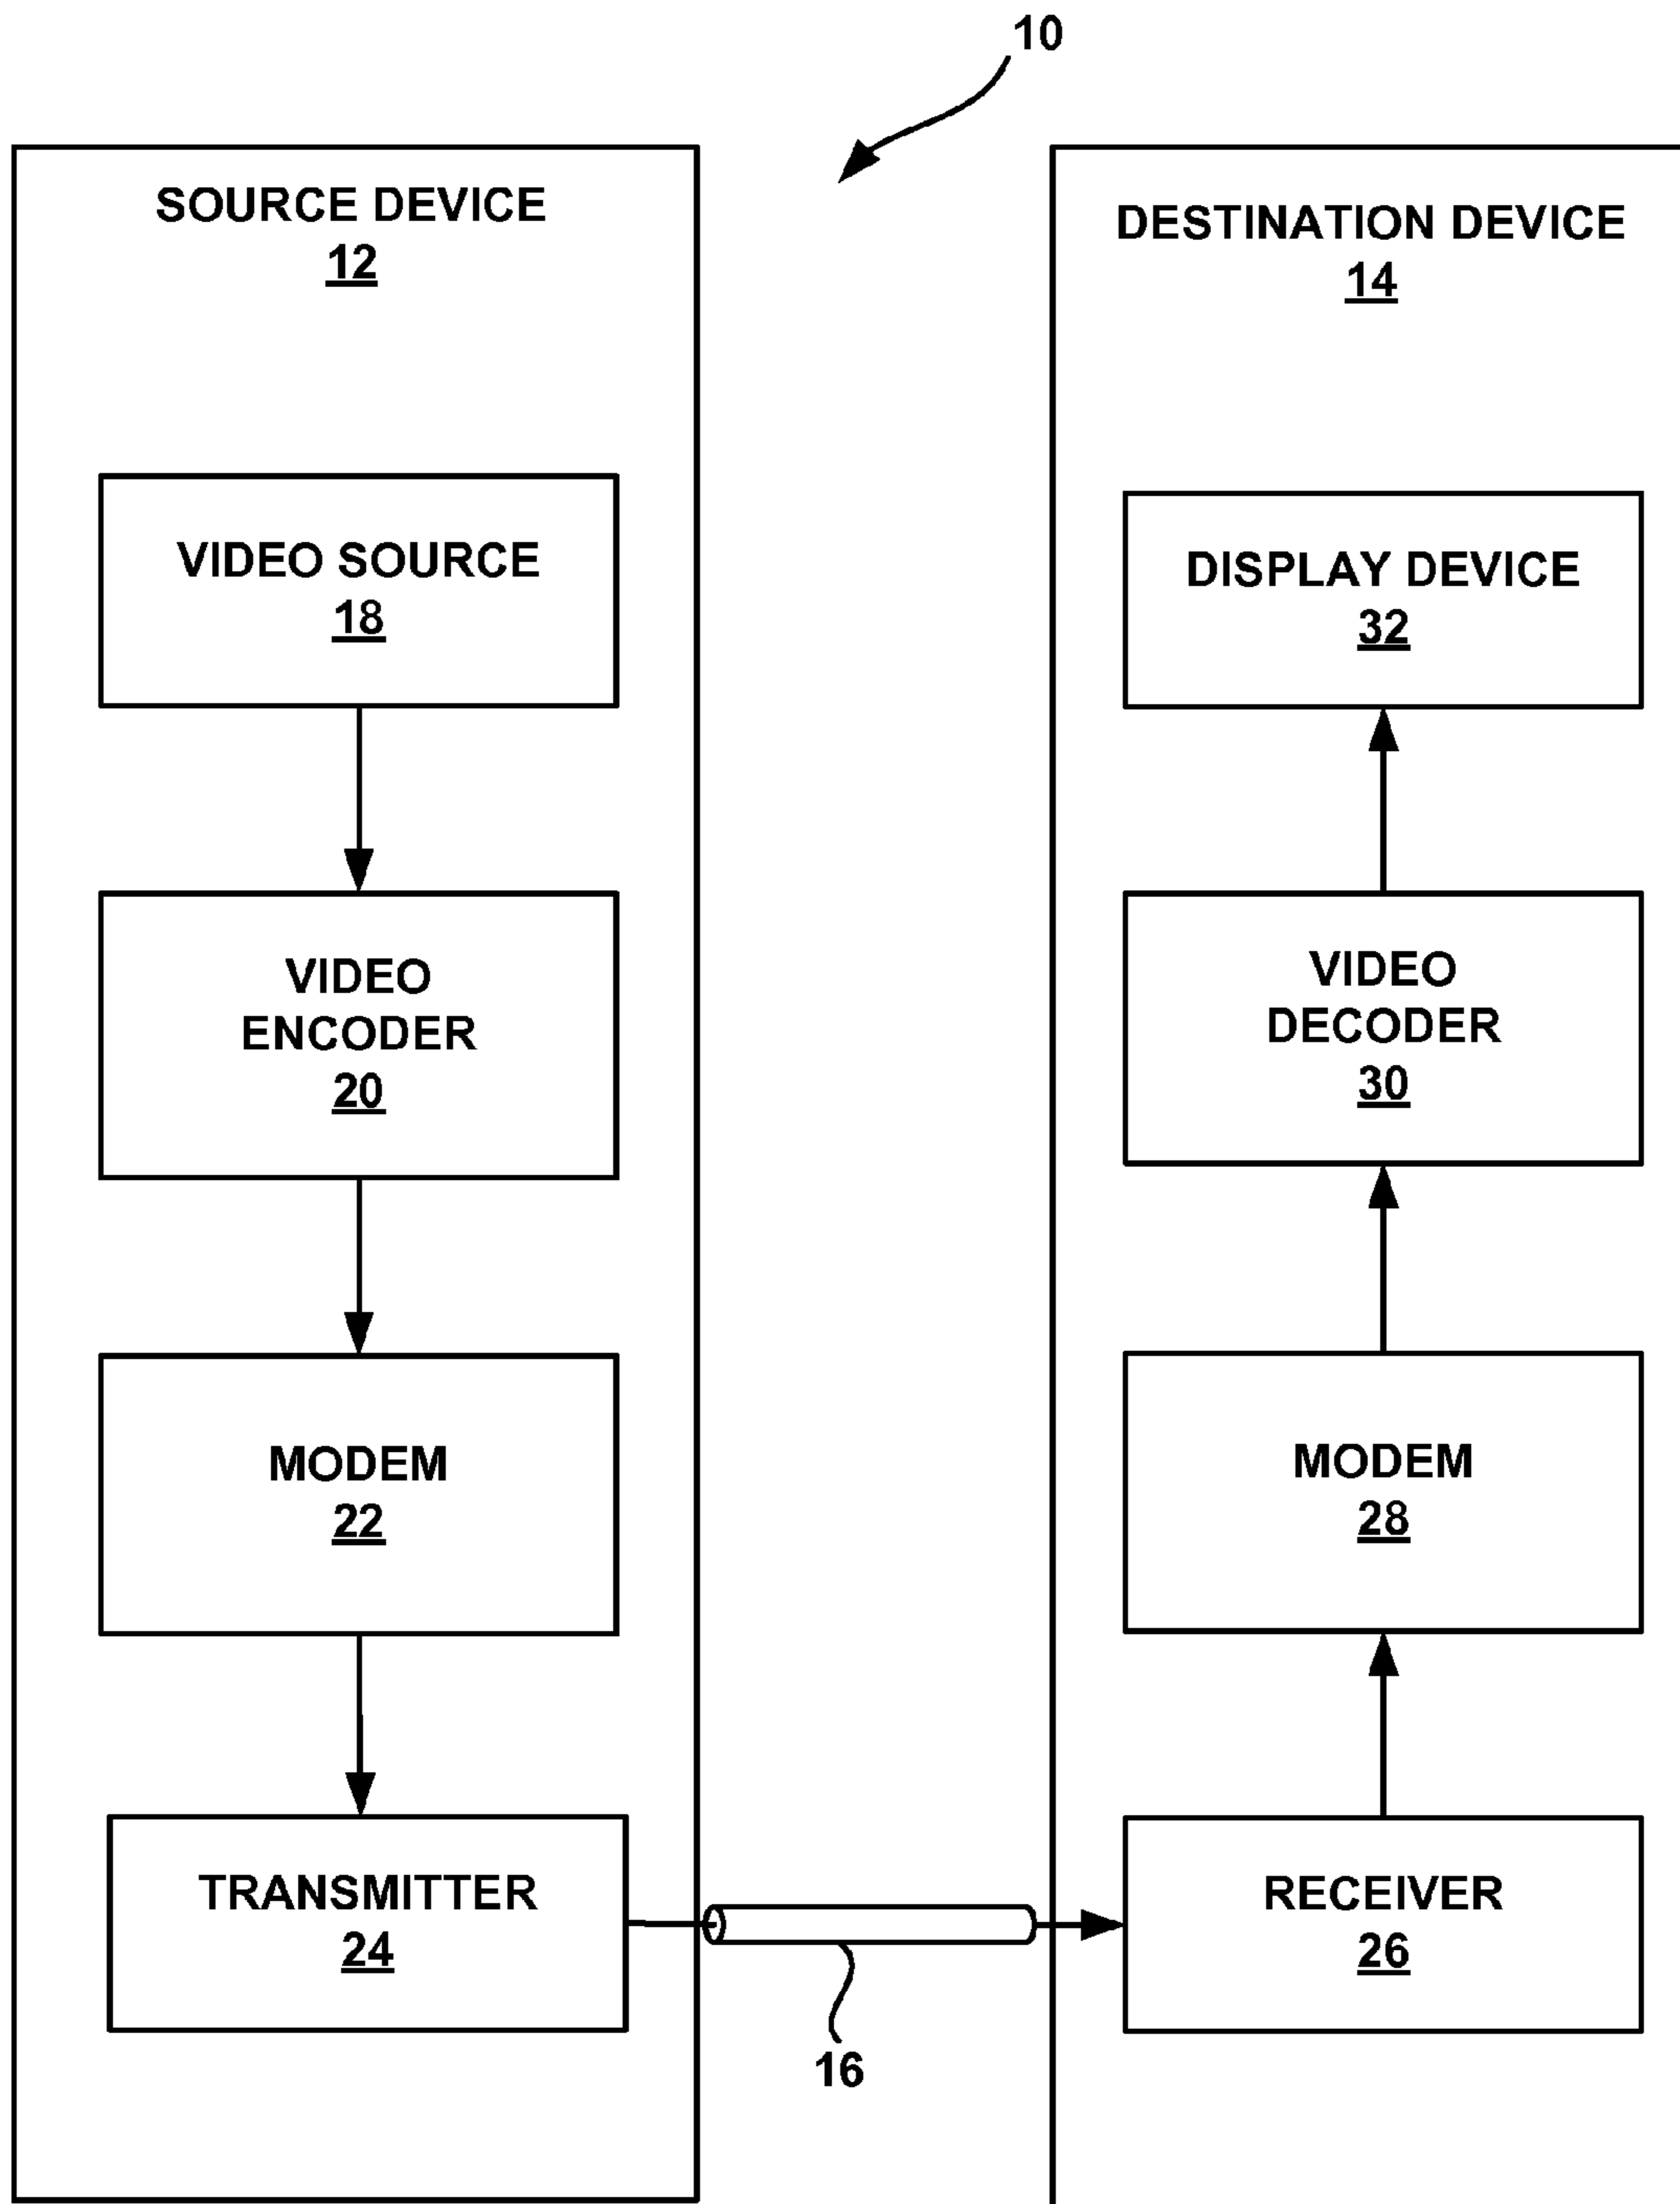 10
SOURCE DEVICE
12
VIDEO SOURCE
18
VIDEO
ENCODER
20
MODEM
22
TRANSMITTER
24
16
DESTINATION DEVICE
14
DISPLAY DEVICE
32
VIDEO
DECODER
30
MODEM
28
RECEIVER
26